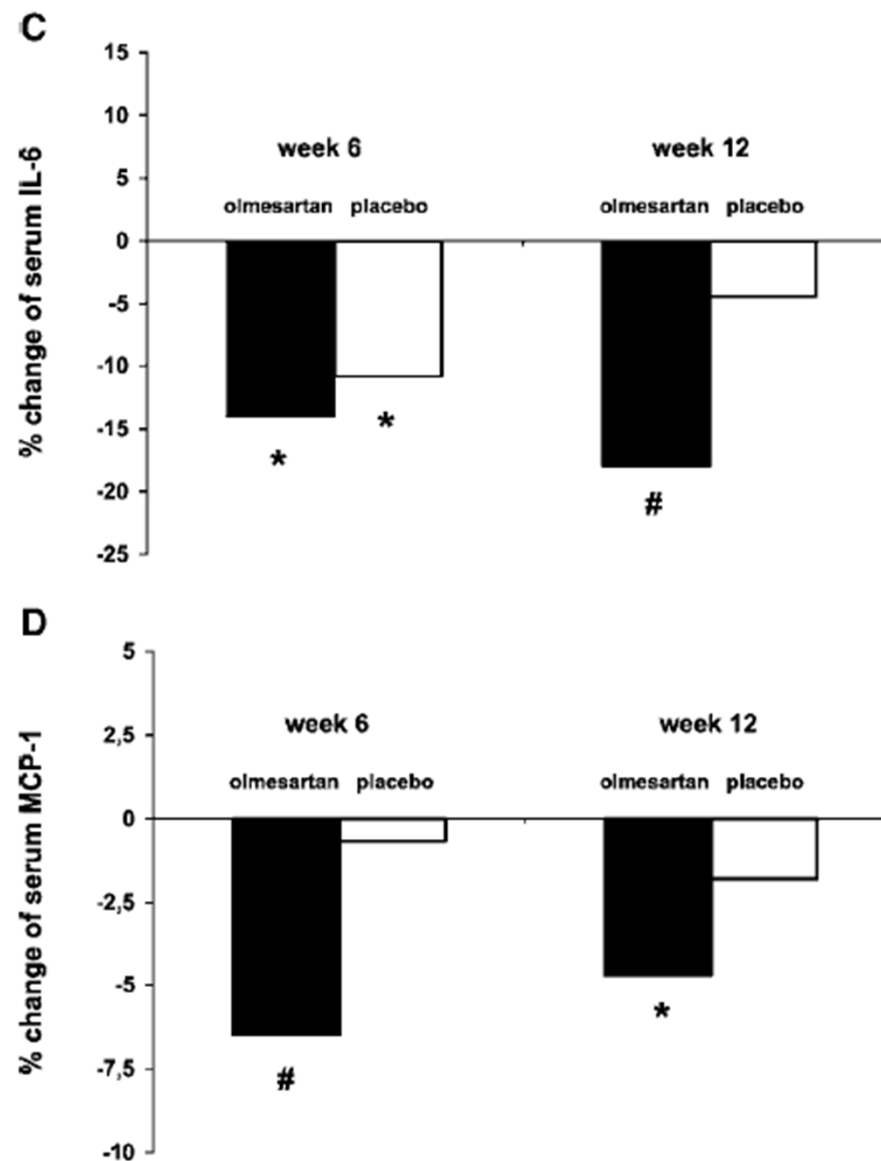 C
% change of serum IL-6
15
10
5
0
-5
-10
-15
-20
-25
week 6
week 12
olmesartan placebo
olmesartan placebo
*
*
#
D
% change of serum MCP-1
5
2,5
0
-2,5
-5
-7,5
-10
week 6
week 12
olmesartan placebo
olmesartan placebo
#
*